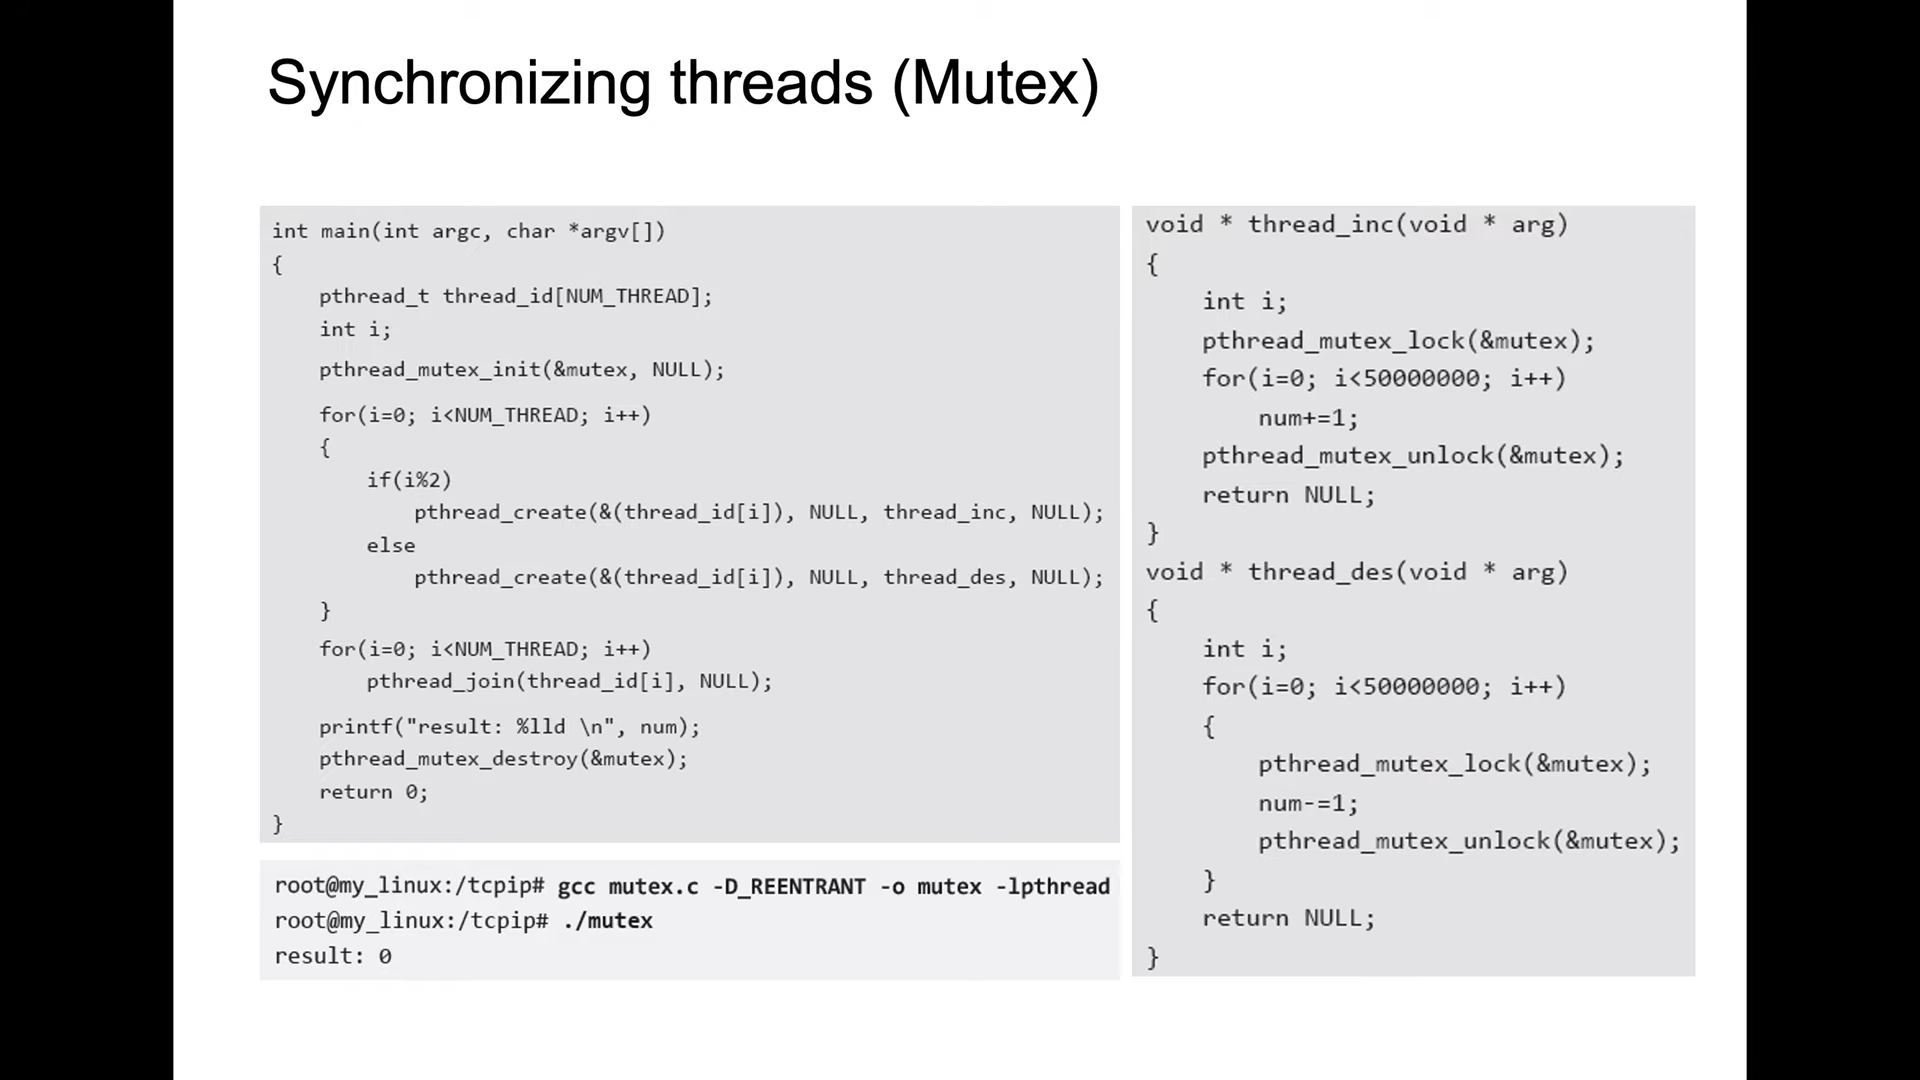 Synchronizing threads (Mutex)
int main(int argc, char *argv[])
{
    pthread_t thread_id[NUM_THREAD];
    int i;
    pthread_mutex_init(&mutex, NULL);
    for(i=0; i<NUM_THREAD; i++)
    {
        if(i%2)
            pthread_create(&(thread_id[i]), NULL, thread_inc, NULL);
        else
            pthread_create(&(thread_id[i]), NULL, thread_des, NULL);
    }
    for(i=0; i<NUM_THREAD; i++)
        pthread_join(thread_id[i], NULL);
    printf("result: %lld \n", num);
    pthread_mutex_destroy(&mutex);
    return 0;
}
root@my_linux:/tcpip# gcc mutex.c -D_REENTRANT -o mutex -lpthread
root@my_linux:/tcpip# ./mutex
result: 0
void * thread_inc(void * arg)
{
    int i;
    pthread_mutex_lock(&mutex);
    for(i=0; i<50000000; i++)
        num+=1;
    pthread_mutex_unlock(&mutex);
    return NULL;
}
void * thread_des(void * arg)
{
    int i;
    for(i=0; i<50000000; i++)
    {
        pthread_mutex_lock(&mutex);
        num-=1;
        pthread_mutex_unlock(&mutex);
    }
    return NULL;
}